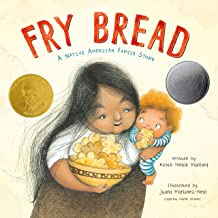 FRY BREAD
A NATIVE AMERICAN FAMILY STORY
Written by
Kevin Noble Maillard
Illustrated by
Juana Martinez-Neal